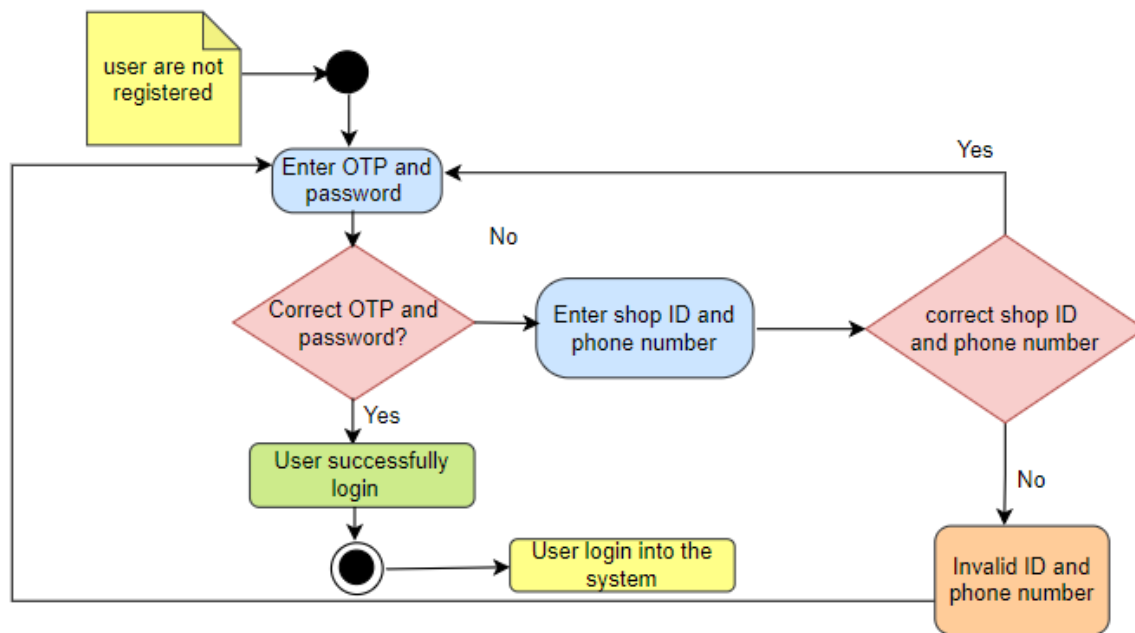 user are not
registered
Yes
Enter OTP and
password
No
Correct OTP and
password?
Enter shop ID and
phone number
correct shop ID
and phone number
Yes
User successfully
login
No
User login into the
system
Invalid ID and
phone number